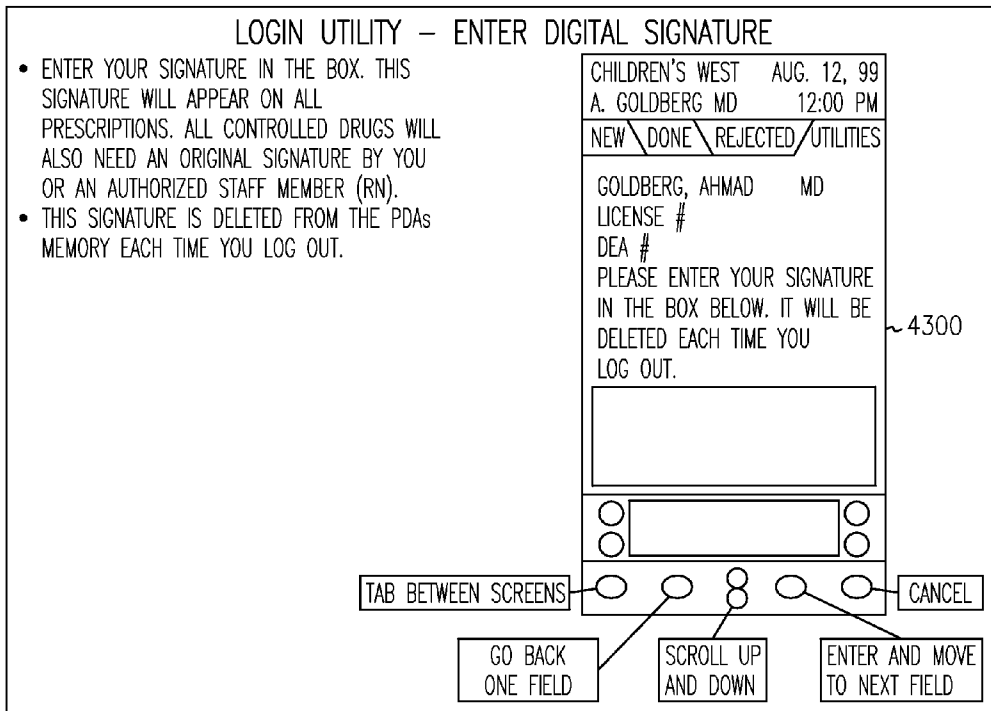 LOGIN UTILITY – ENTER DIGITAL SIGNATURE
• ENTER YOUR SIGNATURE IN THE BOX. THIS
SIGNATURE WILL APPEAR ON ALL
PRESCRIPTIONS. ALL CONTROLLED DRUGS WILL
ALSO NEED AN ORIGINAL SIGNATURE BY YOU
OR AN AUTHORIZED STAFF MEMBER (RN).
• THIS SIGNATURE IS DELETED FROM THE PDAs
MEMORY EACH TIME YOU LOG OUT.
CHILDREN'S WEST AUG. 12, 99
A. GOLDBERG MD 12:00 PM
NEW DONE REJECTED UTILITIES
GOLDBERG, AHMAD MD
LICENSE #
DEA #
PLEASE ENTER YOUR SIGNATURE
IN THE BOX BELOW. IT WILL BE
DELETED EACH TIME YOU
LOG OUT.
4300
TAB BETWEEN SCREENS
CANCEL
GO BACK
ONE FIELD
SCROLL UP
AND DOWN
ENTER AND MOVE
TO NEXT FIELD